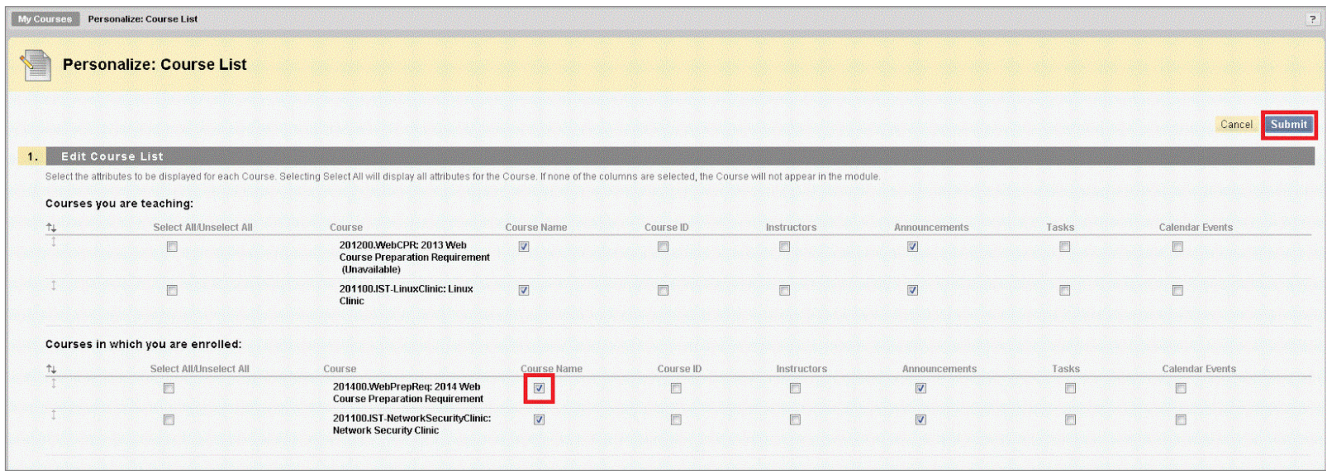 My Courses Personalize: Course List ?
Personalize: Course List
Cancel Submit
1. Edit Course List
Select the attributes to be displayed for each Course. Selecting Select All will display all attributes for the Course. If none of the columns are selected, the Course will not appear in the module.
Courses you are teaching:
Select All/Unselect All Course Course Name Course ID Instructors Announcements Tasks Calendar Events
201200.WebCPR: 2013 Web
Course Preparation Requirement
(Unavailable)
201100.IST-LinuxClinic: Linux
Clinic
Courses in which you are enrolled:
Select All/Unselect All Course Course Name Course ID Instructors Announcements Tasks Calendar Events
201400.WebPrepReq: 2014 Web
Course Preparation Requirement
201100.IST-NetworkSecurityClinic:
Network Security Clinic